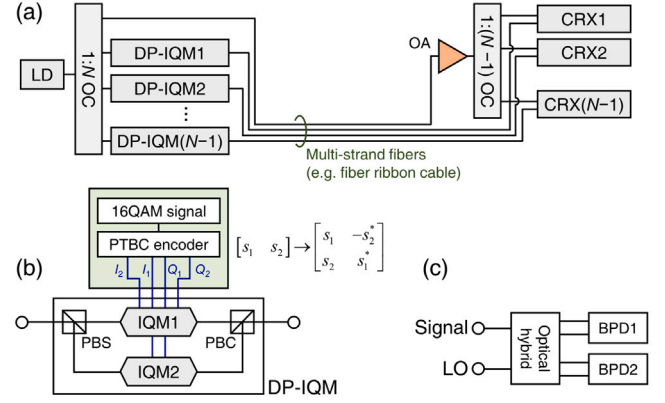 (a)
LD
1:N OC
DP-IQM1
DP-IQM2
⋮
DP-IQM(N−1)
OA
1:(N −1) OC
CRX1
CRX2
CRX(N−1)
Multi-strand fibers
(e.g. fiber ribbon cable)
(b)
16QAM signal
PTBC encoder
I₂ I₁ Q₁ Q₂
[s₁ s₂] → [s₁ −s₂*
s₂ s₁*]
PBS
IQM1
PBC
IQM2
DP-IQM
(c)
Signal
LO
Optical
hybrid
BPD1
BPD2